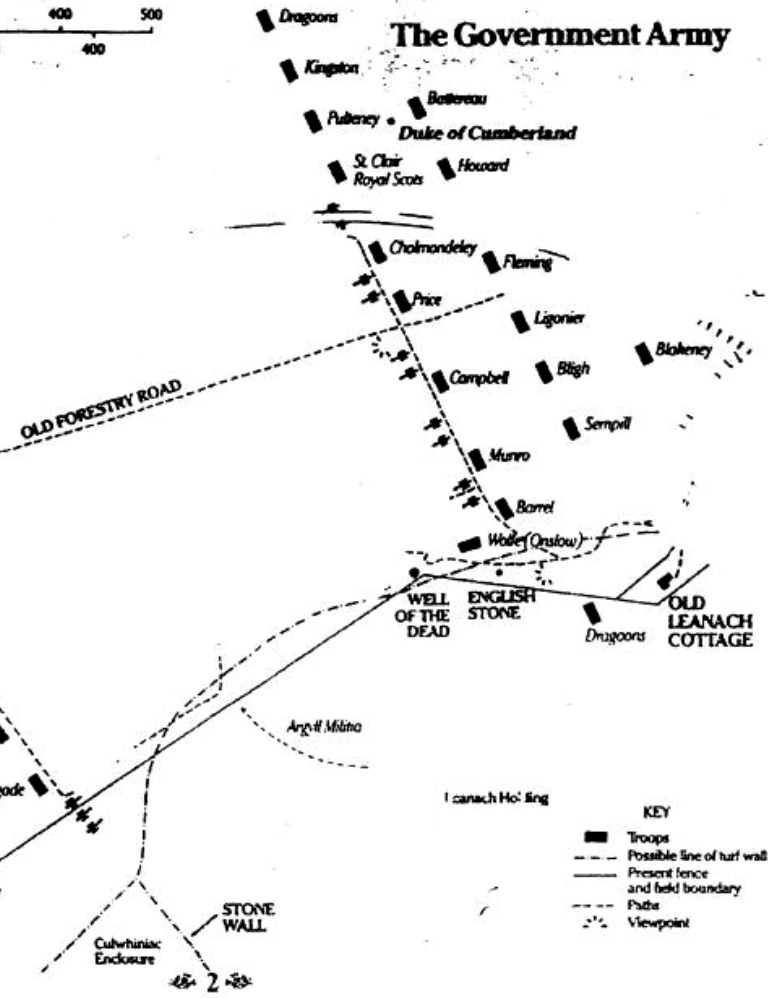 400
500
400
Dragoons
The Government Army
Kingston
Battereau
Pulteney
Duke of Cumberland
St. Clair
Royal Scots
Howard
Cholmondeley
Fleming
Price
Ligonier
Blakeney
Bligh
Campbell
OLD FORESTRY ROAD
Sempill
Munro
Barrel
Wolfe (Onslow)
WELL
OF THE
DEAD
ENGLISH
STONE
OLD
LEANACH
COTTAGE
Dragoons
Argyll Militia
Leanach Holding
KEY
Troops
Possible line of turf wall
Present fence
and field boundary
Paths
Viewpoint
STONE
WALL
Culwhiniac
Enclosure
2